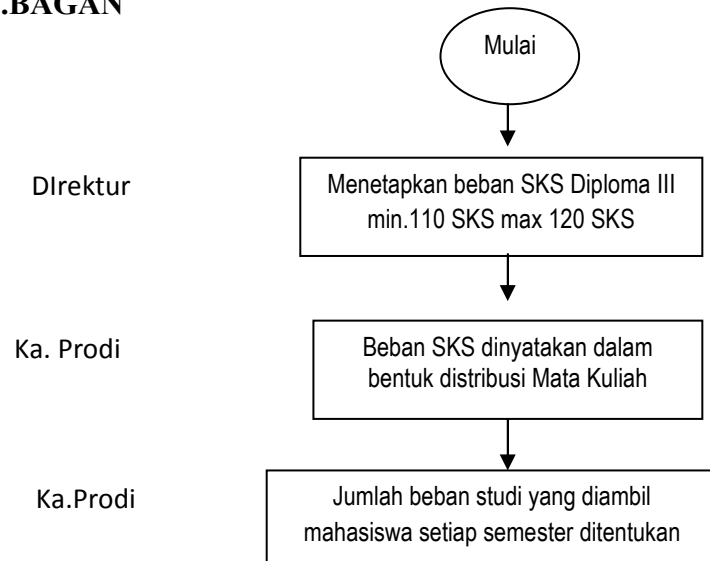 .BAGAN
Mulai
DIrektur
Menetapkan beban SKS Diploma III
min.110 SKS max 120 SKS
Ka. Prodi
Beban SKS dinyatakan dalam
bentuk distribusi Mata Kuliah
Ka.Prodi
Jumlah beban studi yang diambil
mahasiswa setiap semester ditentukan